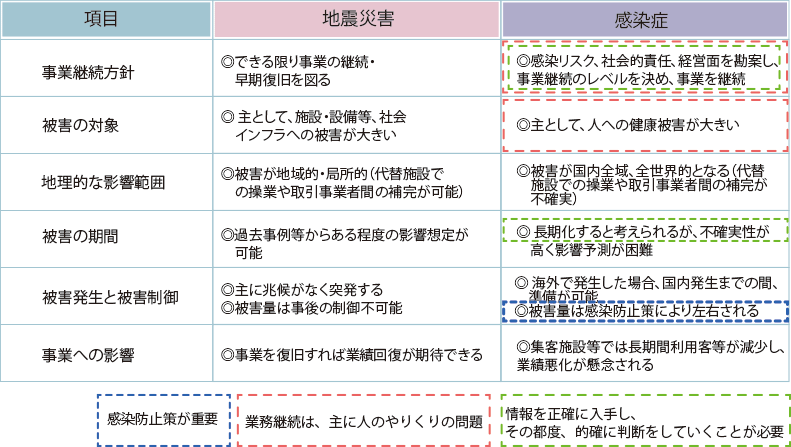 項目 地震災害 感染症
事業継続方針
◎できる限り事業の継続・
早期復旧を図る
◎感染リスク、社会的責任、経営面を勘案し、
事業継続のレベルを決め、事業を継続
被害の対象
◎主として、施設・設備等、社会
インフラへの被害が大きい
◎主として、人への健康被害が大きい
地理的な影響範囲
◎被害が地域的・局所的（代替施設で
の操業や取引事業者間の補完が可能）
◎被害が国内全域、全世界的となる（代替
施設での操業や取引事業者間の補完が
不確実）
被害の期間
◎過去事例等からある程度の影響想定が
可能
◎長期化すると考えられるが、不確実性が
高く影響予測が困難
被害発生と被害制御
◎主に兆候がなく突発する
◎被害量は事後の制御不可能
◎海外で発生した場合、国内発生までの間、
準備が可能
◎被害量は感染防止策により左右される
事業への影響
◎事業を復旧すれば業績回復が期待できる
◎集客施設等では長期間利用客等が減少し、
業績悪化が懸念される
感染防止策が重要
業務継続は、主に人のやりくりの問題
情報を正確に入手し、
その都度、的確に判断をしていくことが必要